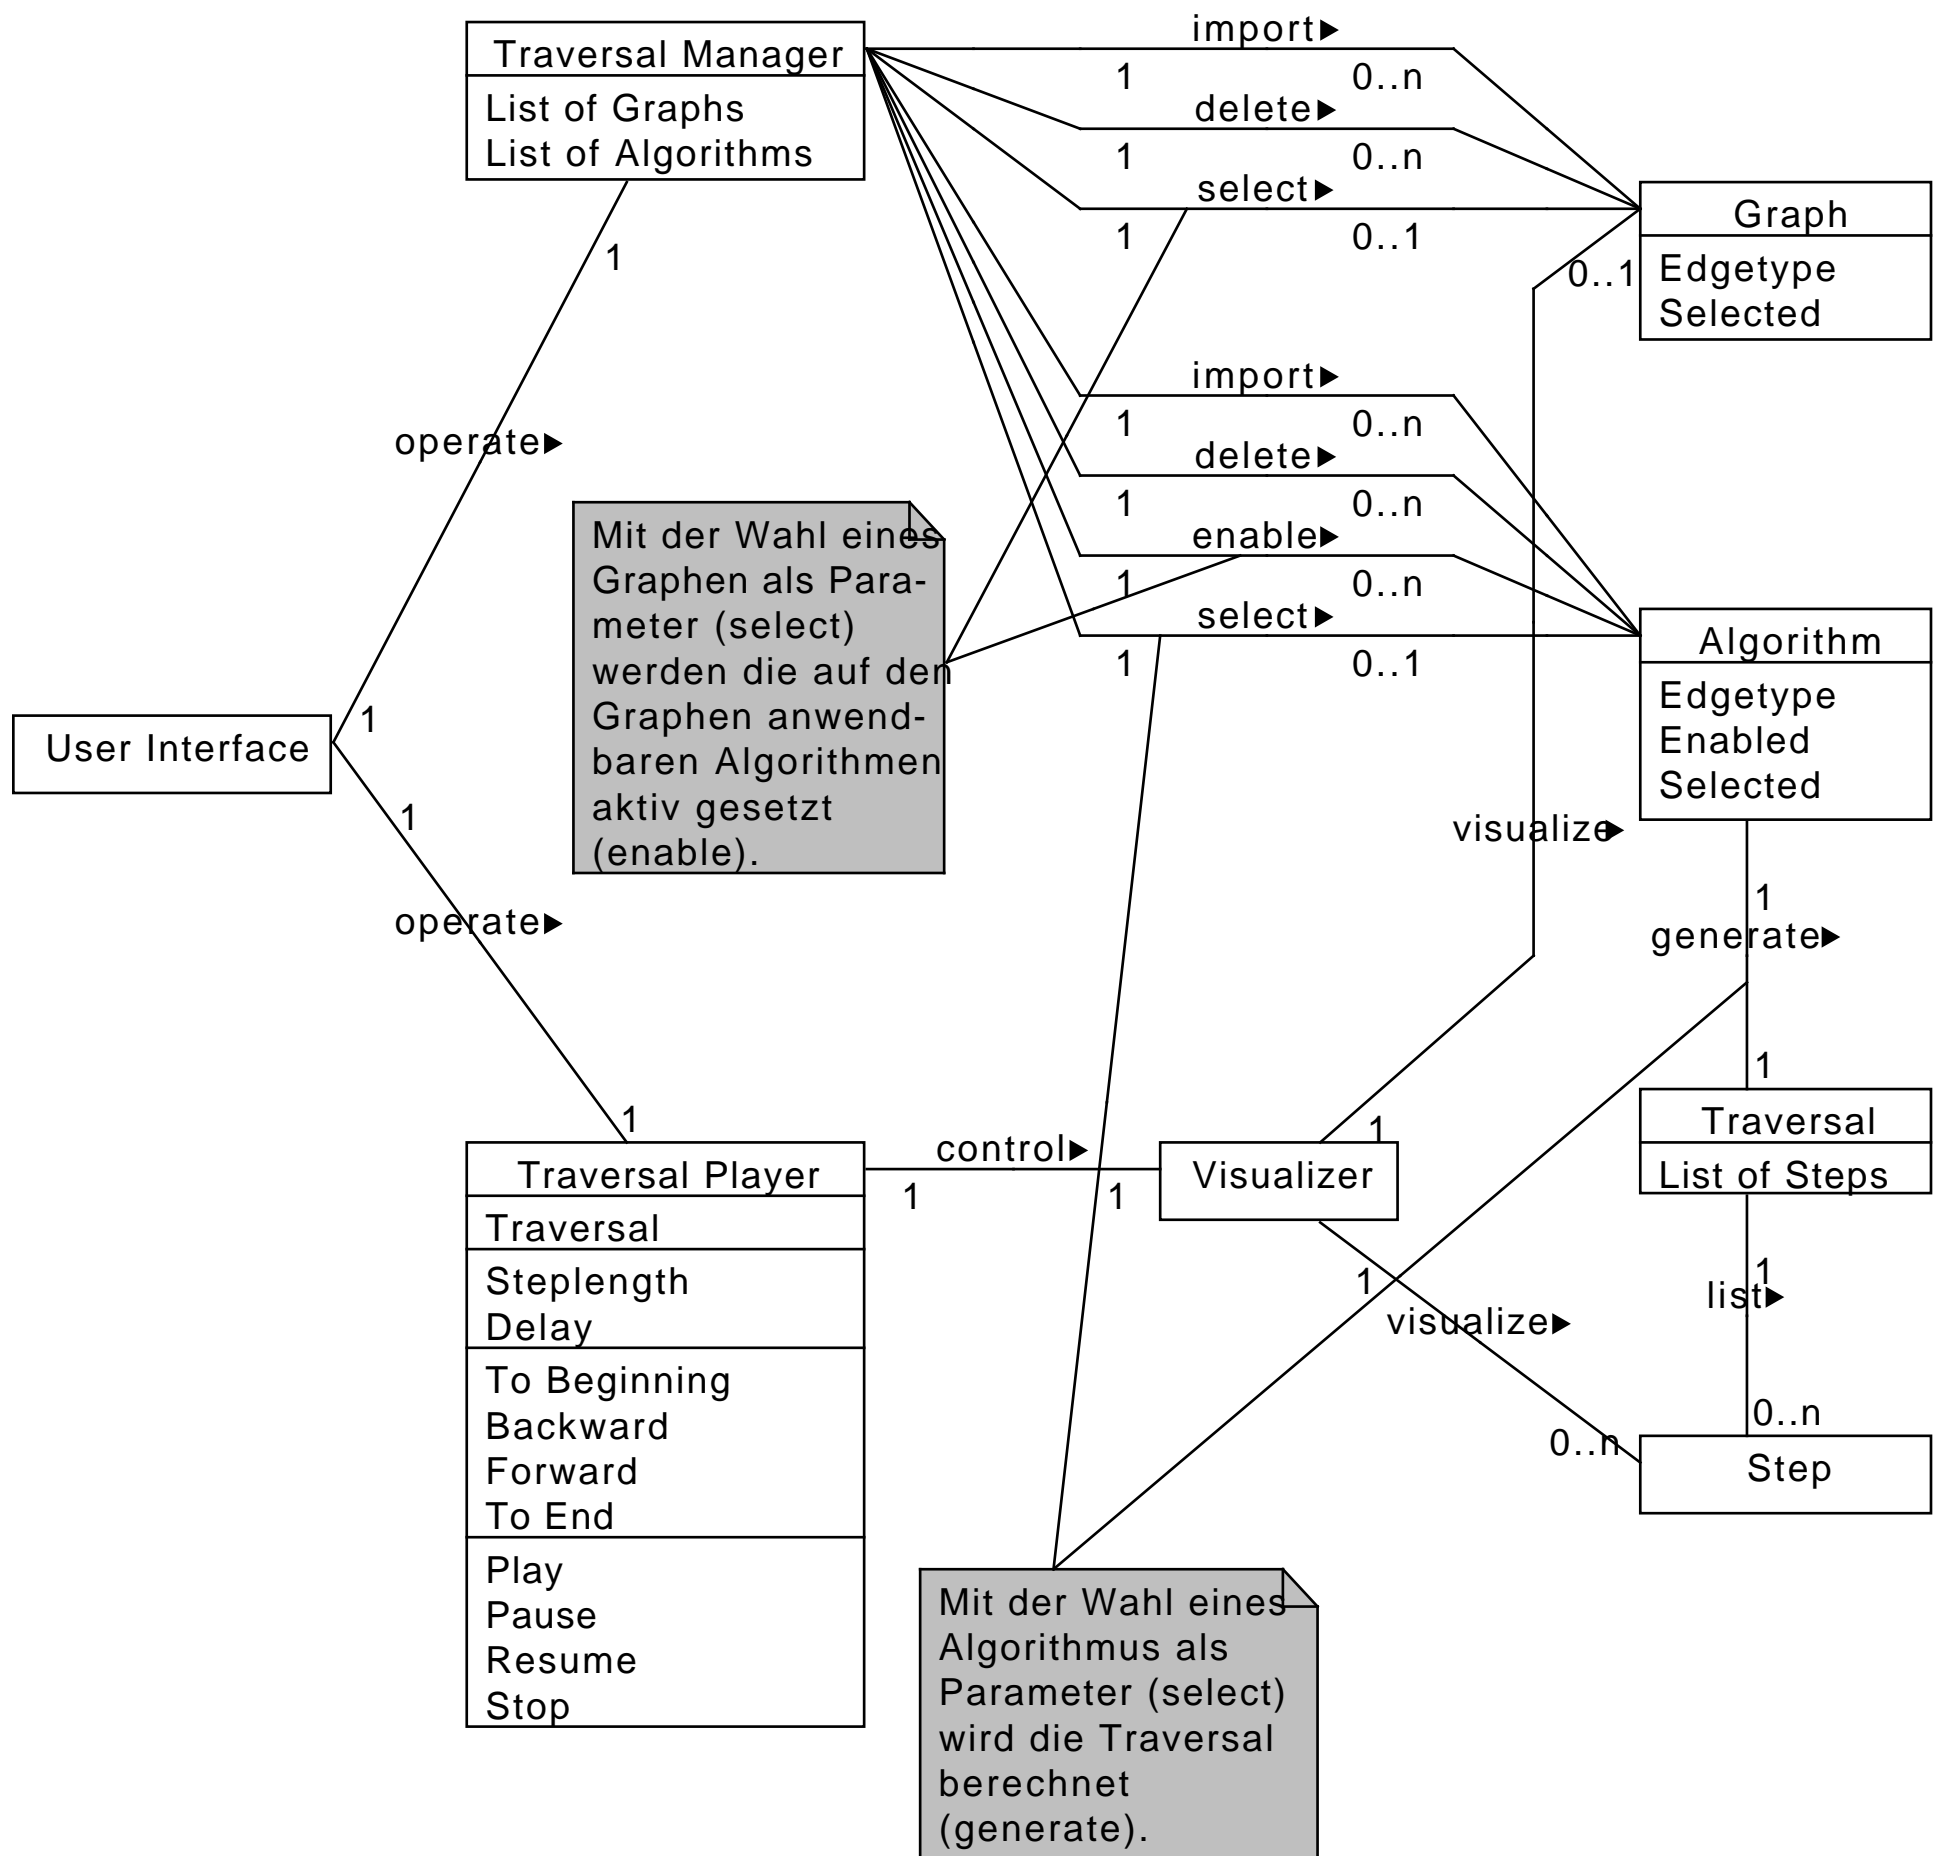 import▶
Traversal Manager
1
0..n
List of Graphs
List of Algorithms
delete▶
1
0..n
select▶
1
0..1
Graph
Edgetype
Selected
1
0..1
import▶
1
0..n
operate▶
delete▶
1
0..n
enable▶
1
0..n
select▶
1
0..1
Mit der Wahl eines
Graphen als Para-
meter (select)
werden die auf den
Graphen anwend-
baren Algorithmen
aktiv gesetzt
(enable).
Algorithm
Edgetype
Enabled
Selected
1
User Interface
1
visualize▶
1
generate▶
operate▶
1
1
1
Traversal
List of Steps
Traversal Player
control▶
1
1
Visualizer
Traversal
Steplength
Delay
To Beginning
Backward
Forward
To End
Play
Pause
Resume
Stop
1
visualize▶
0..n
1
list▶
0..n
Step
Mit der Wahl eines
Algorithmus als
Parameter (select)
wird die Traversal
berechnet
(generate).